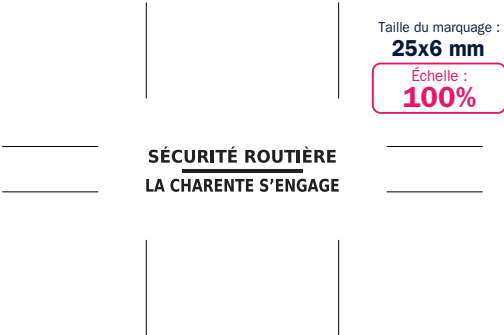 Taille du marquage :
25x6 mm
Échelle :
100%
SÉCURITÉ ROUTIÈRE
LA CHARENTE S’ENGAGE